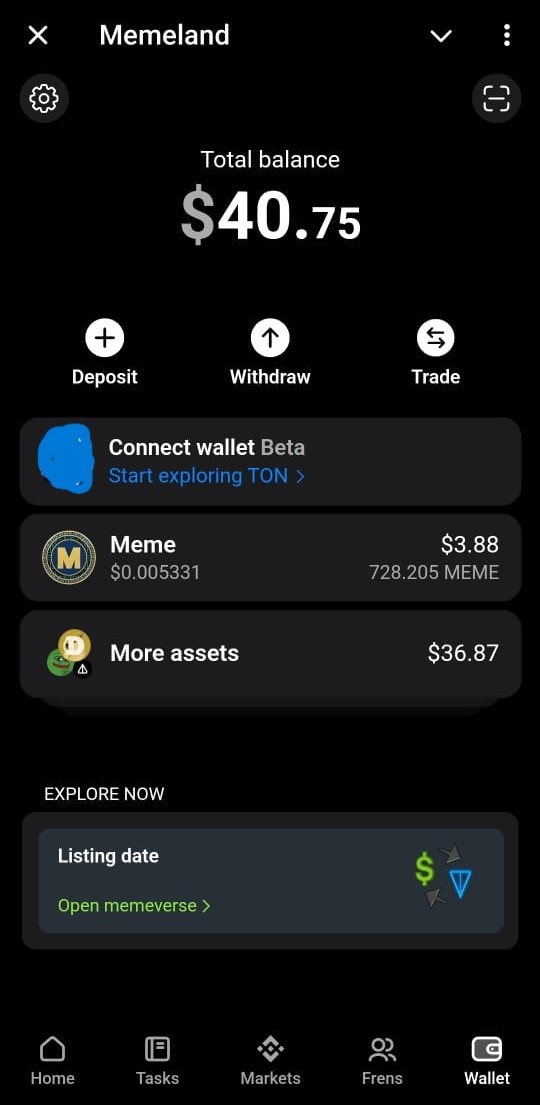 Memeland
Total balance
$40.75
Deposit
Withdraw
Trade
Connect wallet Beta
Start exploring TON >
Meme
$3.88
$0.005331
728.205 MEME
More assets
$36.87
EXPLORE NOW
Listing date
Open memeverse >
Home
Tasks
Markets
Frens
Wallet